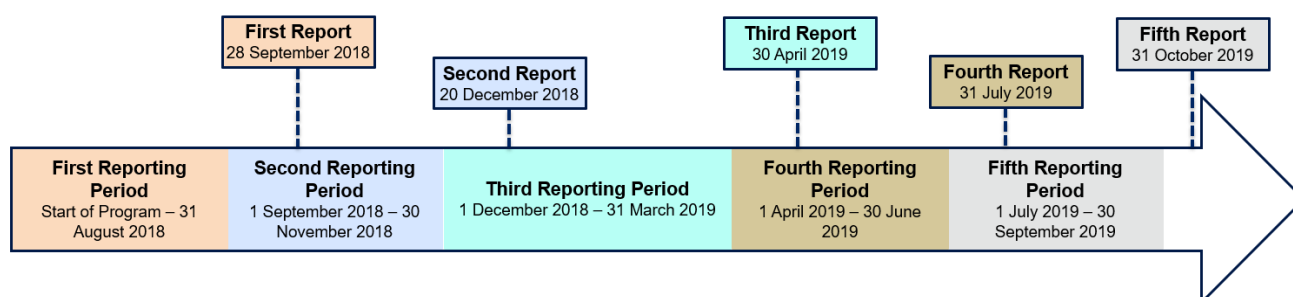 First Report
28 September 2018
Second Report
20 December 2018
Third Report
30 April 2019
Fourth Report
31 July 2019
Fifth Report
31 October 2019
First Reporting
Period
Start of Program – 31
August 2018
Second Reporting
Period
1 September 2018 – 30
November 2018
Third Reporting Period
1 December 2018 – 31 March 2019
Fourth Reporting
Period
1 April 2019 – 30 June
2019
Fifth Reporting
Period
1 July 2019 – 30
September 2019